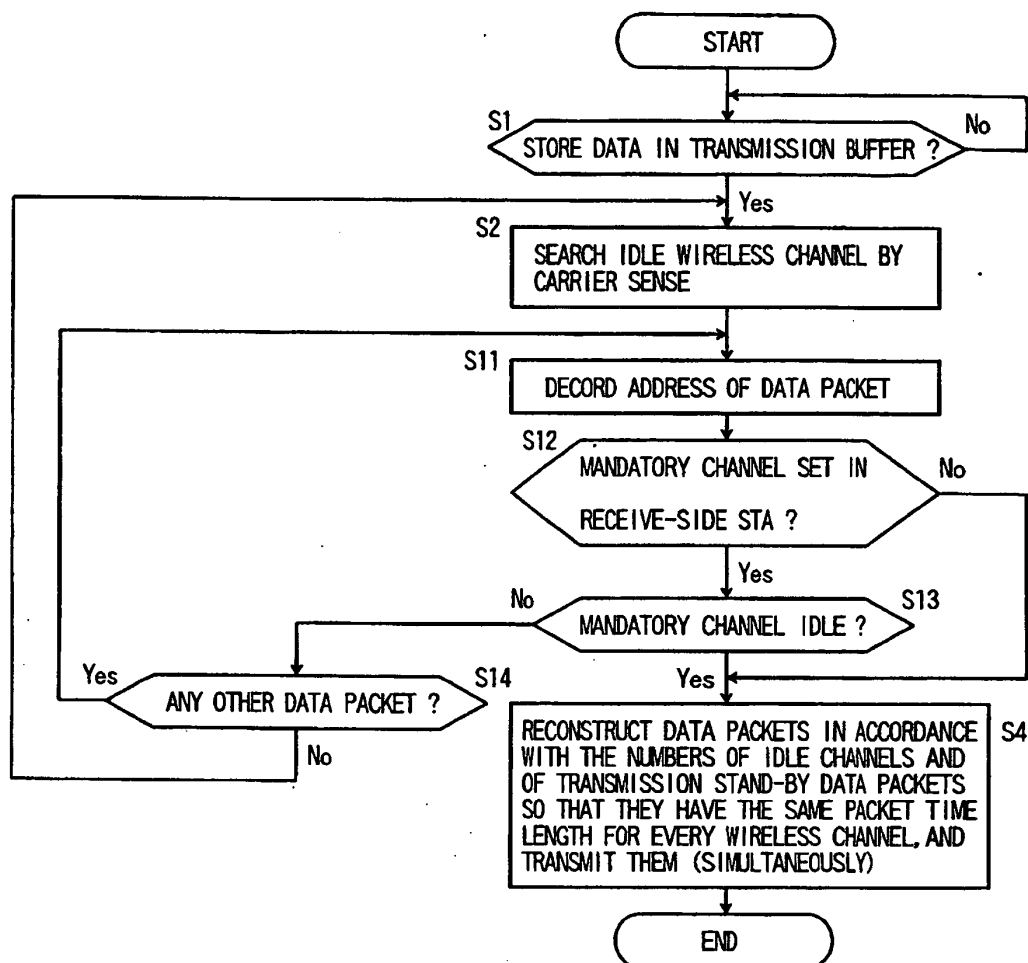 START
S1
STORE DATA IN TRANSMISSION BUFFER ?
No
Yes
S2
SEARCH IDLE WIRELESS CHANNEL BY
CARRIER SENSE
S11
DECORD ADDRESS OF DATA PACKET
S12
MANDATORY CHANNEL SET IN
RECEIVE-SIDE STA ?
No
Yes
No
MANDATORY CHANNEL IDLE ?
S13
Yes
Yes
ANY OTHER DATA PACKET ?
S14
No
RECONSTRUCT DATA PACKETS IN ACCORDANCE
WITH THE NUMBERS OF IDLE CHANNELS AND
OF TRANSMISSION STAND-BY DATA PACKETS
SO THAT THEY HAVE THE SAME PACKET TIME
LENGTH FOR EVERY WIRELESS CHANNEL, AND
TRANSMIT THEM (SIMULTANEOUSLY)
S4
END